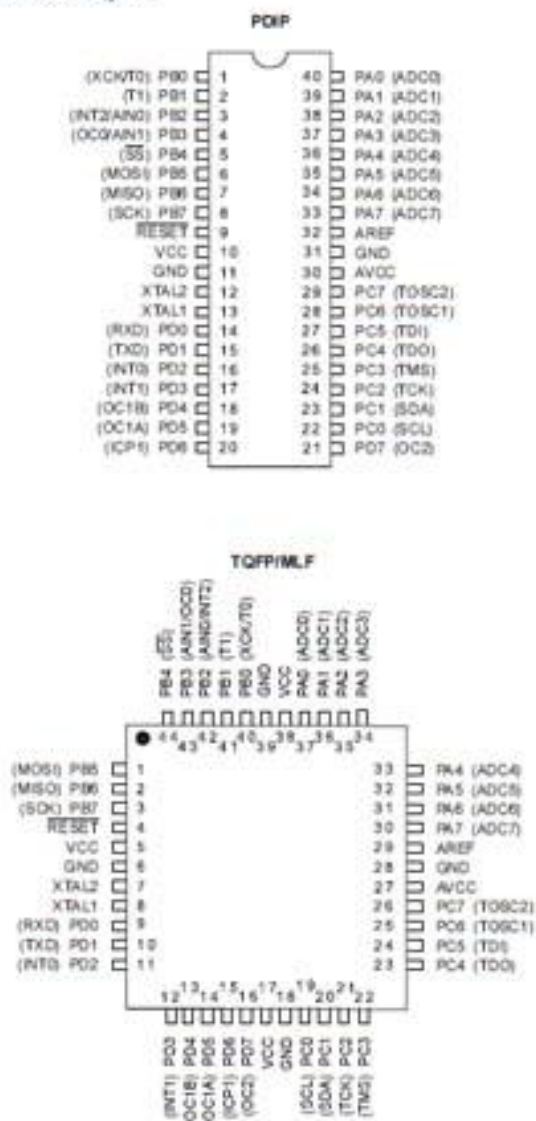 PDIP
(XCK/T0) PB0 1 40 PA0 (ADC0)
(T1) PB1 2 39 PA1 (ADC1)
(INT2/AIN0) PB2 3 38 PA2 (ADC2)
(OC0/AIN1) PB3 4 37 PA3 (ADC3)
(SS) PB4 5 36 PA4 (ADC4)
(MOSI) PB5 6 35 PA5 (ADC5)
(MISO) PB6 7 34 PA6 (ADC6)
(SCK) PB7 8 33 PA7 (ADC7)
RESET 9 32 AREF
VCC 10 31 GND
GND 11 30 AVCC
XTAL2 12 29 PC7 (TOSC2)
XTAL1 13 28 PC6 (TOSC1)
(RXD) PD0 14 27 PC5 (TDI)
(TXD) PD1 15 26 PC4 (TDO)
(INT0) PD2 16 25 PC3 (TMS)
(INT1) PD3 17 24 PC2 (TCK)
(OC1B) PD4 18 23 PC1 (SDA)
(OC1A) PD5 19 22 PC0 (SCL)
(ICP1) PD6 20 21 PD7 (OC2)
TQFP/MLF
PB4 (SS)
PB3 (AIN1/OC0)
PB2 (AIN0/INT2)
PB1 (T1)
PB0 (XCK/T0)
GND
VCC
PA0 (ADC0)
PA1 (ADC1)
PA2 (ADC2)
PA3 (ADC3)
44 43 42 41 40 39 38 37 36 35 34
(MOSI) PB5 1 33 PA4 (ADC4)
(MISO) PB6 2 32 PA5 (ADC5)
(SCK) PB7 3 31 PA6 (ADC6)
RESET 4 30 PA7 (ADC7)
VCC 5 29 AREF
GND 6 28 GND
XTAL2 7 27 AVCC
XTAL1 8 26 PC7 (TOSC2)
(RXD) PD0 9 25 PC6 (TOSC1)
(TXD) PD1 10 24 PC5 (TDI)
(INT0) PD2 11 23 PC4 (TDO)
12 13 14 15 16 17 18 19 20 21 22
(INT1) PD3
(OC1B) PD4
(OC1A) PD5
(ICP1) PD6
(OC2) PD7
VCC
GND
(SCL) PC0
(SDA) PC1
(TCK) PC2
(TMS) PC3